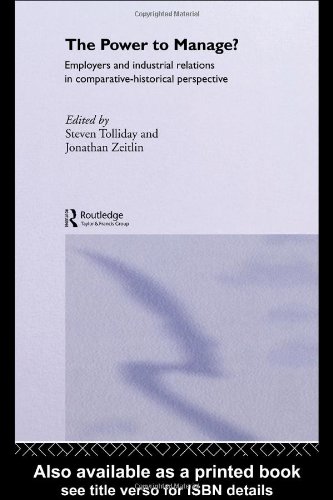 The Power to Manage?
Employers and industrial relations
in comparative-historical perspective
Edited by
Steven Tolliday and
Jonathan Zeitlin
Routledge
Taylor & Francis Group
Also available as a printed book
see title verso for ISBN details